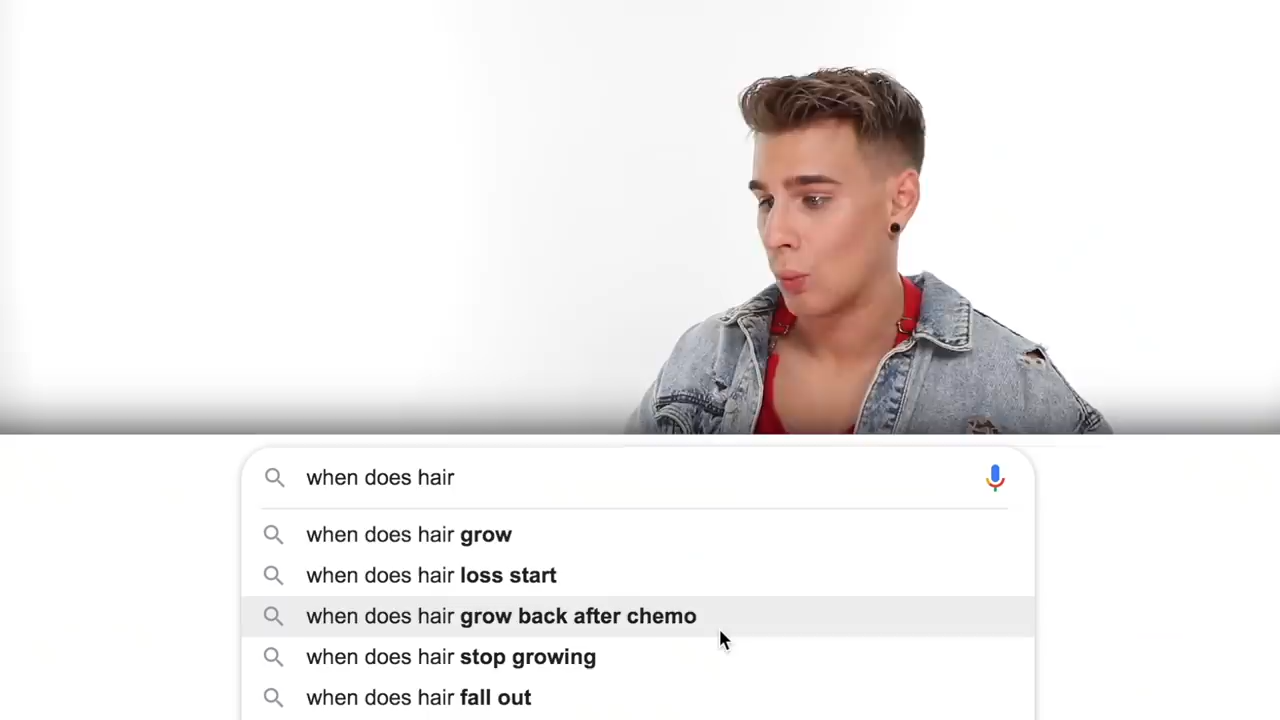 when does hair
when does hair grow
when does hair loss start
when does hair grow back after chemo
when does hair stop growing
when does hair fall out